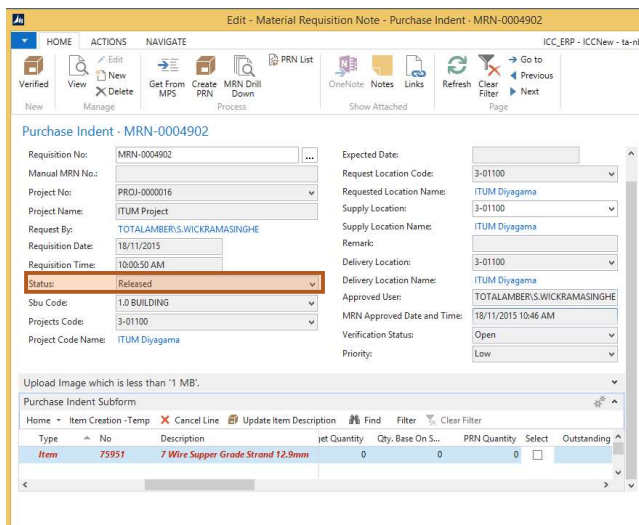 Edit - Material Requisition Note - Purchase Indent · MRN-0004902
HOME ACTIONS NAVIGATE ICC_ERP - ICCNew - ta-nl
Verified View Edit New Delete Get From MPS Create PRN MRN Drill Down PRN List OneNote Notes Links Refresh Clear Filter Go to Previous Next
New Manage Process Show Attached Page
Purchase Indent · MRN-0004902
Requisition No: MRN-0004902 ... Expected Date:
Manual MRN No.: Request Location Code: 3-01100
Project No: PROJ-0000016 Requested Location Name: ITUM Diyagama
Project Name: ITUM Project Supply Location: 3-01100
Request By: TOTALAMBER\S.WICKRAMASINGHE Supply Location Name: ITUM Diyagama
Requisition Date: 18/11/2015 Remark:
Requisition Time: 10:00:50 AM Delivery Location: 3-01100
Status: Released Delivery Location Name: ITUM Diyagama
Sbu Code: 1.0 BUILDING Approved User: TOTALAMBER\S.WICKRAMASINGHE
Projects Code: 3-01100 MRN Approved Date and Time: 18/11/2015 10:46 AM
Project Code Name: ITUM Diyagama Verification Status: Open
Priority: Low
Upload Image which is less than '1 MB'.
Purchase Indent Subform
Home Item Creation -Temp Cancel Line Update Item Description Find Filter Clear Filter
Type No Description jet Quantity Qty. Base On S... PRN Quantity Select Outstanding
Item 75951 7 Wire Supper Grade Strand 12.9mm 0 0 0